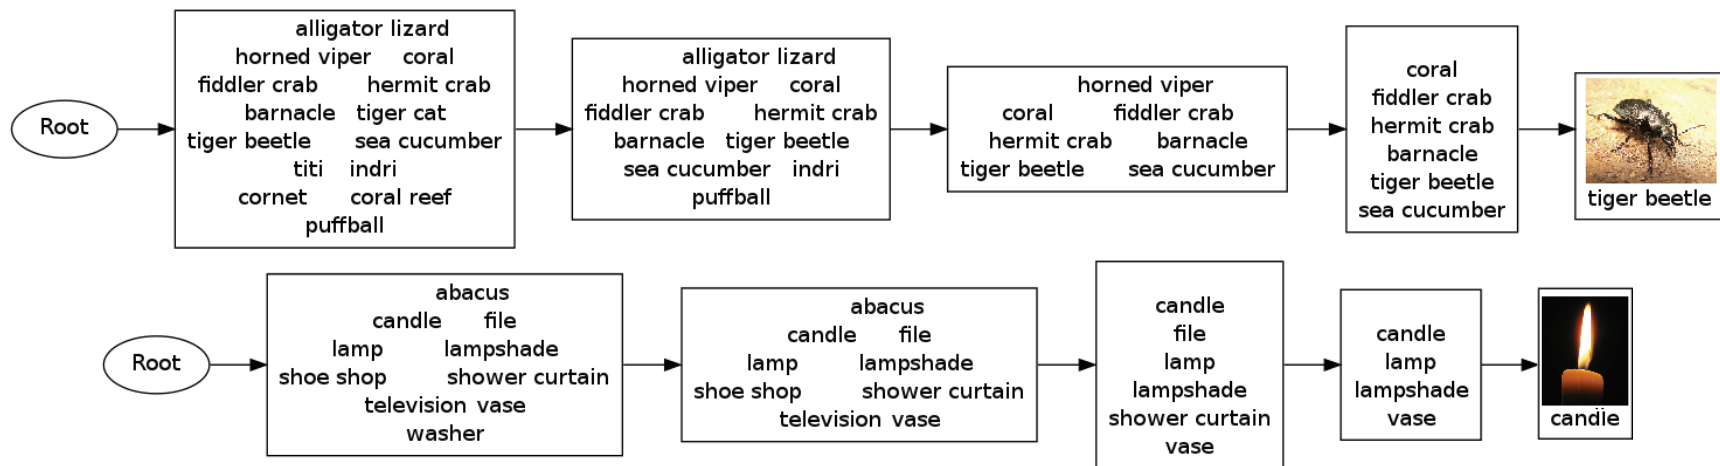 Root
alligator lizard
horned viper coral
fiddler crab hermit crab
barnacle tiger cat
tiger beetle sea cucumber
titi indri
cornet coral reef
puffball
alligator lizard
horned viper coral
fiddler crab hermit crab
barnacle tiger beetle
sea cucumber indri
puffball
horned viper
coral fiddler crab
hermit crab barnacle
tiger beetle sea cucumber
coral
fiddler crab
hermit crab
barnacle
tiger beetle
sea cucumber
tiger beetle
Root
abacus
candle file
lamp lampshade
shoe shop shower curtain
television vase
washer
abacus
candle file
lamp lampshade
shoe shop shower curtain
television vase
candle
file
lamp
lampshade
shower curtain
vase
candle
lamp
lampshade
vase
candle